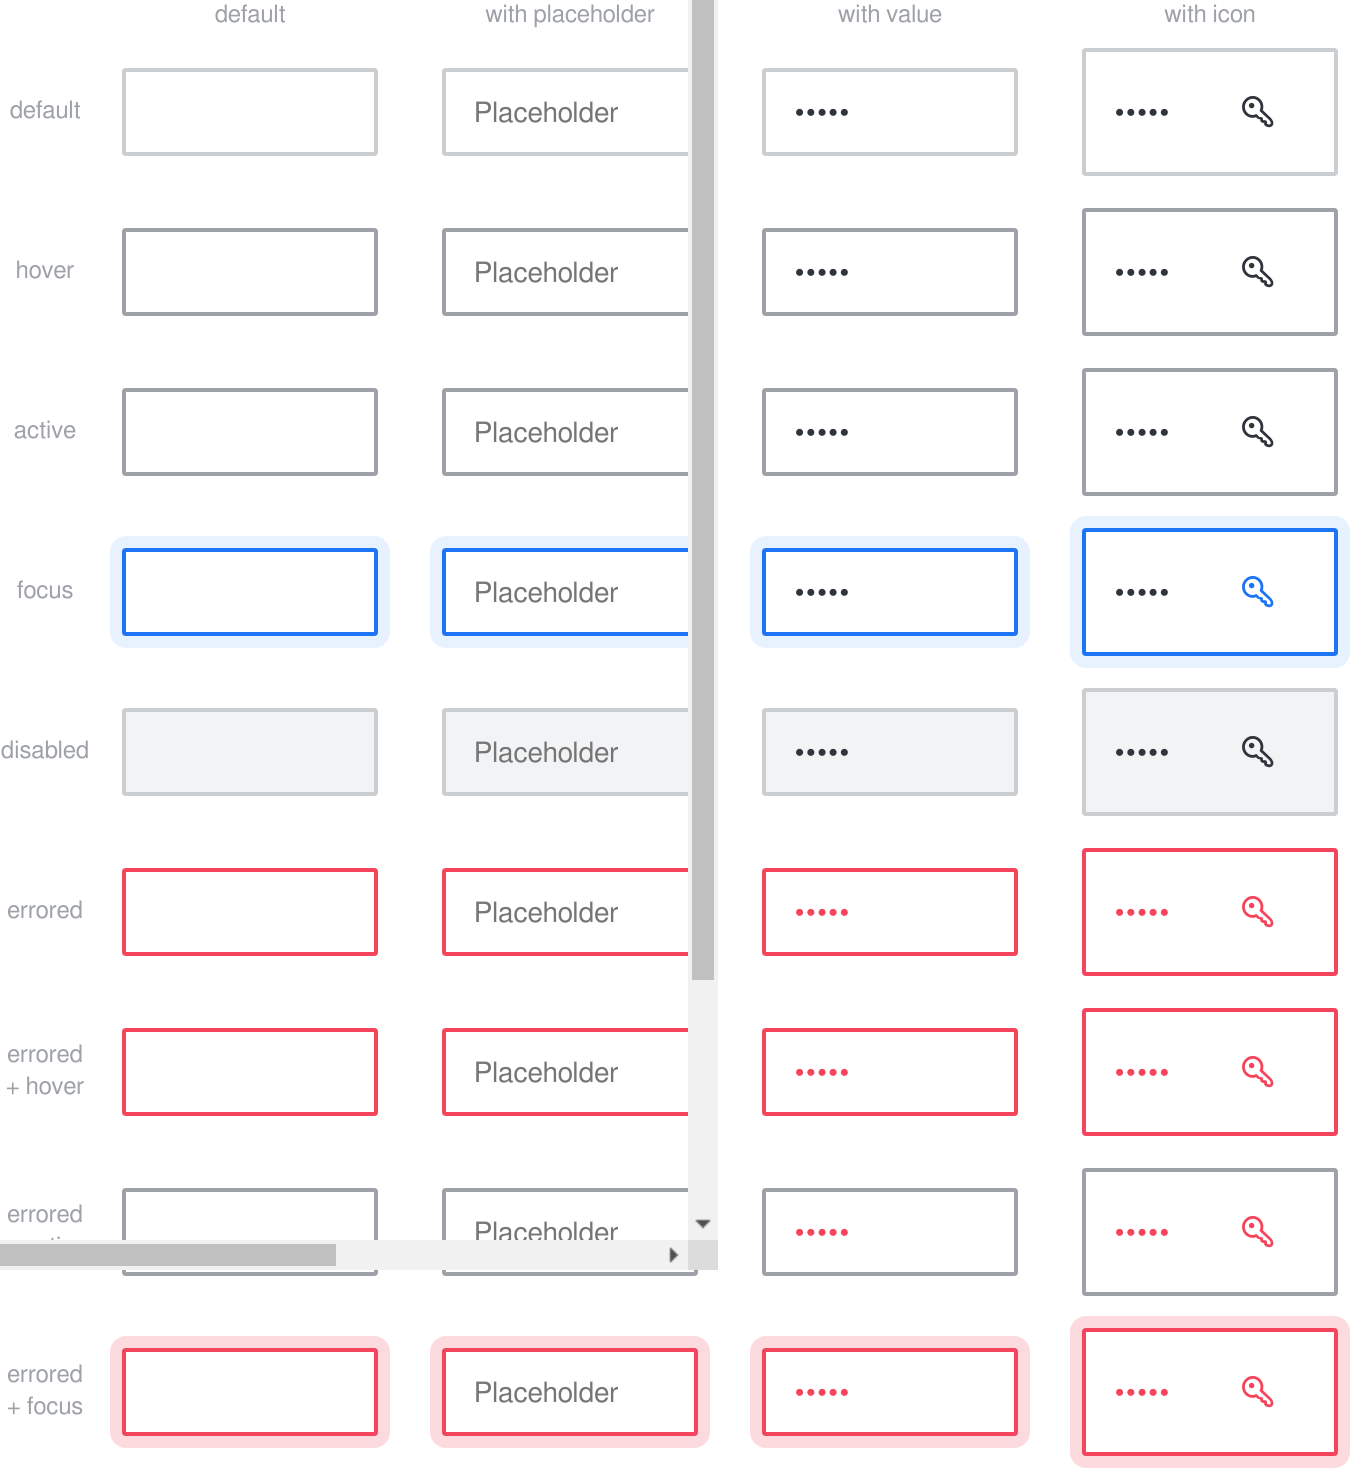 default with placeholder with value with icon
default Placeholder ••••• •••••
hover Placeholder ••••• •••••
active Placeholder ••••• •••••
focus Placeholder ••••• •••••
disabled Placeholder ••••• •••••
errored Placeholder ••••• •••••
errored
+ hover Placeholder ••••• •••••
errored Placeholder ••••• •••••
errored
+ focus Placeholder ••••• •••••